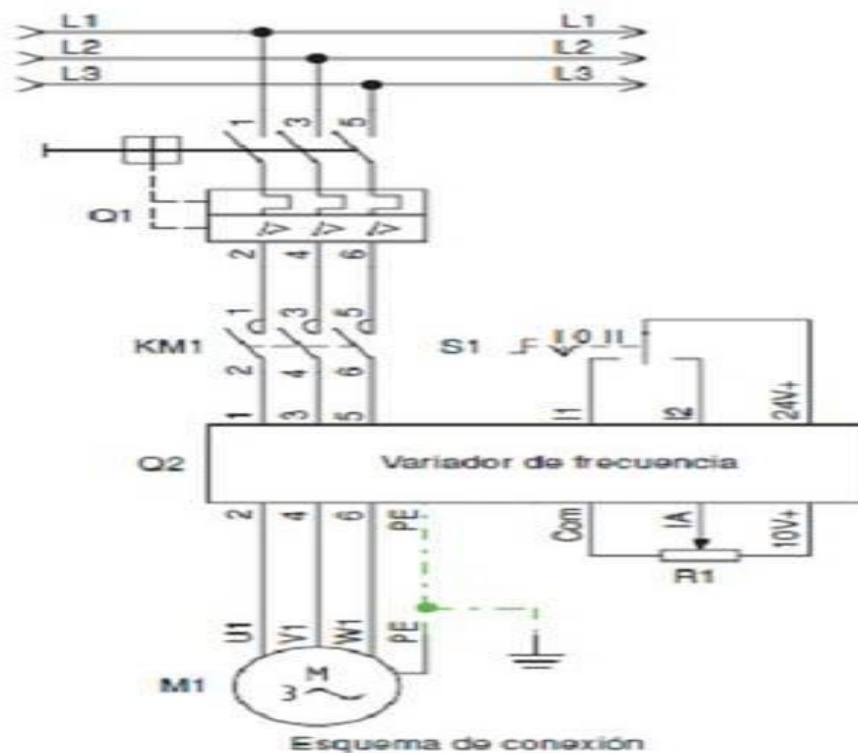 L1 L1
L2 L2
L3 L3
1 3 5
Q1
2 4 6
1 3 5
KM1
S1 I O II
2 4 6
1 3 5 I1 I2 24V+
Q2 Variador de frecuencia
2 4 6 PE Com IA 10V+
R1
U1 V1 W1 PE
M1 M
3
Esquema de conexión